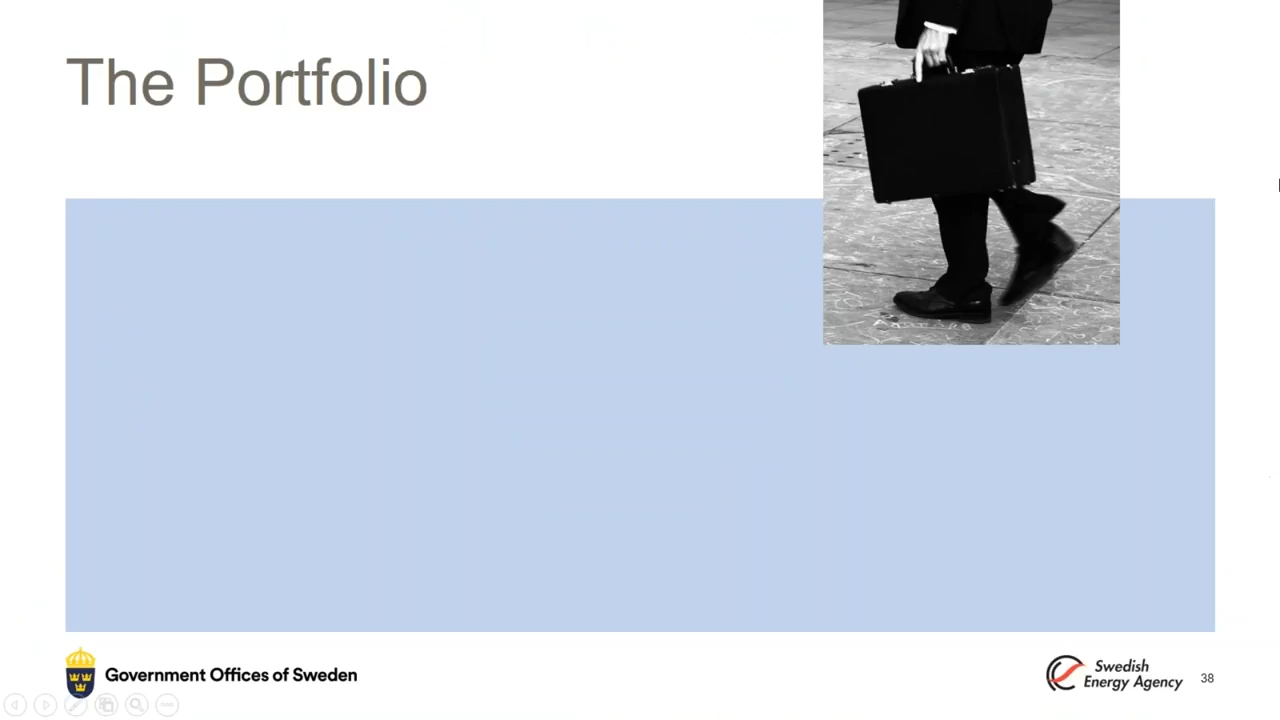 The Portfolio
Government Offices of Sweden
Swedish
Energy Agency
38